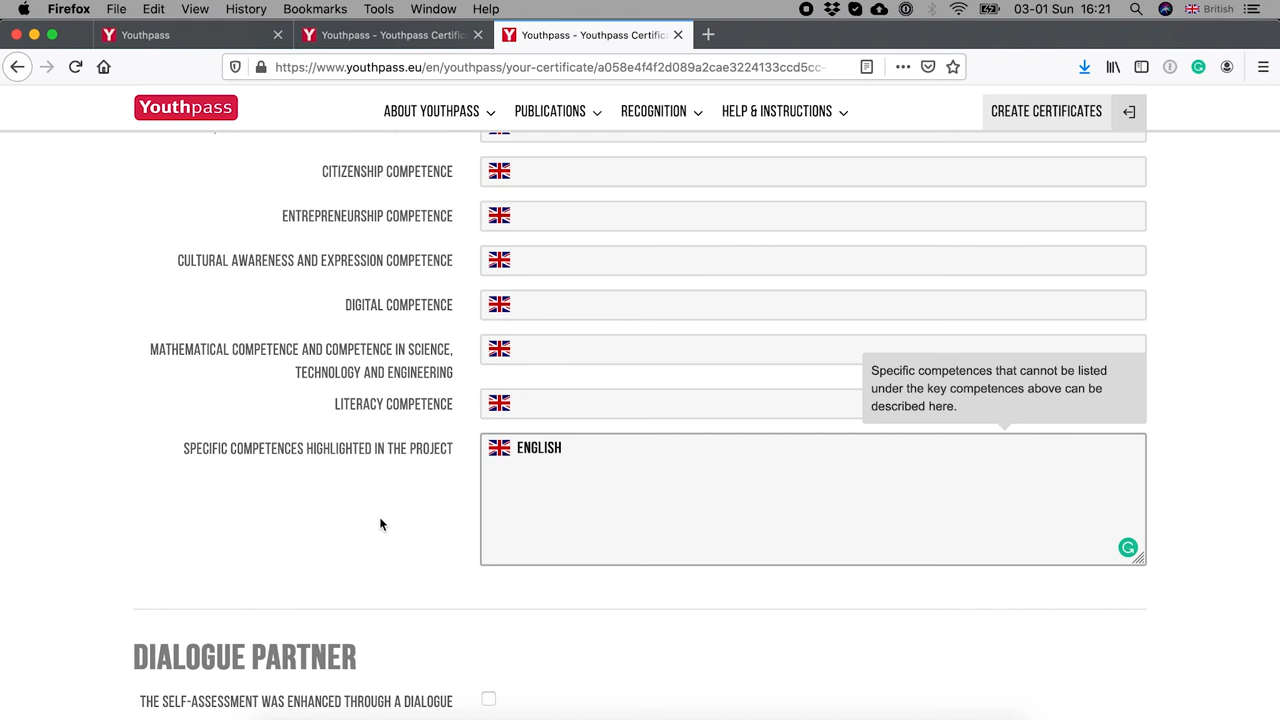 Firefox File Edit View History Bookmarks Tools Window Help 03-01 Sun 16:21 British
Youthpass Youthpass - Youthpass Certific Youthpass - Youthpass Certific
https://www.youthpass.eu/en/youthpass/your-certificate/a058e4f4f2d089a2cae3224133ccd5cc-
Youthpass ABOUT YOUTHPASS PUBLICATIONS RECOGNITION HELP & INSTRUCTIONS CREATE CERTIFICATES
CITIZENSHIP COMPETENCE
ENTREPRENEURSHIP COMPETENCE
CULTURAL AWARENESS AND EXPRESSION COMPETENCE
DIGITAL COMPETENCE
MATHEMATICAL COMPETENCE AND COMPETENCE IN SCIENCE,
TECHNOLOGY AND ENGINEERING
Specific competences that cannot be listed
under the key competences above can be
described here.
LITERACY COMPETENCE
SPECIFIC COMPETENCES HIGHLIGHTED IN THE PROJECT ENGLISH
DIALOGUE PARTNER
THE SELF-ASSESSMENT WAS ENHANCED THROUGH A DIALOGUE